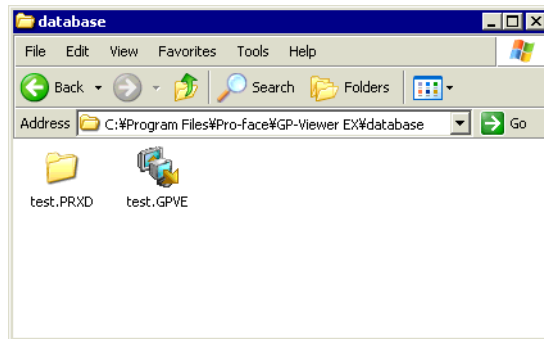 database
File Edit View Favorites Tools Help
Back Search Folders
Address C:¥Program Files¥Pro-face¥GP-Viewer EX¥database Go
test.PRXD test.GPVE